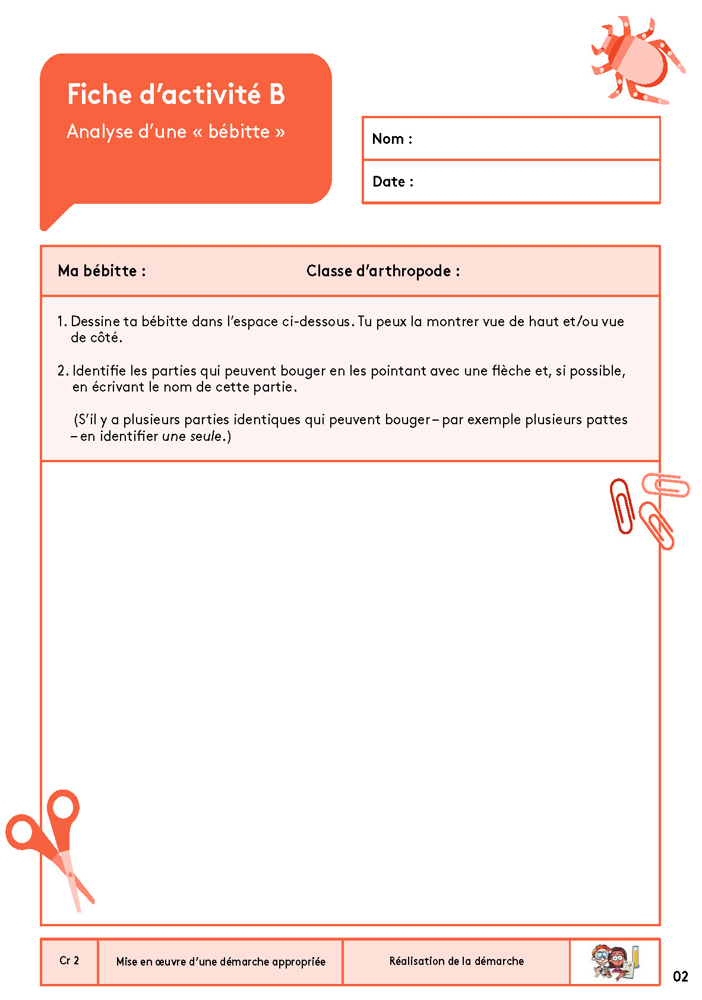 Fiche d’activité B
Analyse d’une « bébitte »
Nom :
Date :
Ma bébitte :
Classe d’arthropode :
1. Dessine ta bébitte dans l’espace ci-dessous. Tu peux la montrer vue de haut et/ou vue
de côté.
2. Identifie les parties qui peuvent bouger en les pointant avec une flèche et, si possible,
en écrivant le nom de cette partie.
(S’il y a plusieurs parties identiques qui peuvent bouger – par exemple plusieurs pattes
– en identifier une seule.)
Cr 2
Mise en œuvre d’une démarche appropriée
Réalisation de la démarche
02